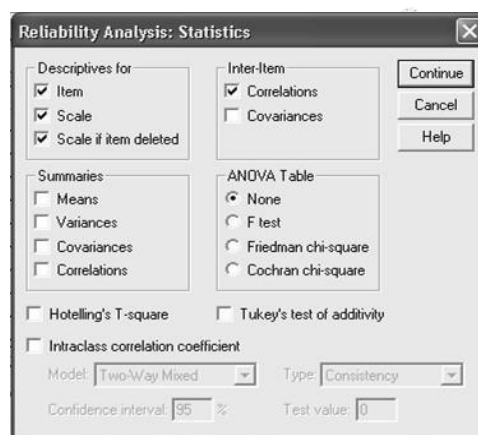 Reliability Analysis: Statistics
Descriptives for
Item
Scale
Scale if item deleted
Inter-Item
Correlations
Covariances
Continue
Cancel
Help
Summaries
Means
Variances
Covariances
Correlations
ANOVA Table
None
F test
Friedman chi-square
Cochran chi-square
Hotelling's T-square
Tukey's test of additivity
Intraclass correlation coefficient
Model: Two-Way Mixed
Type: Consistency
Confidence interval: 95 %
Test value: 0